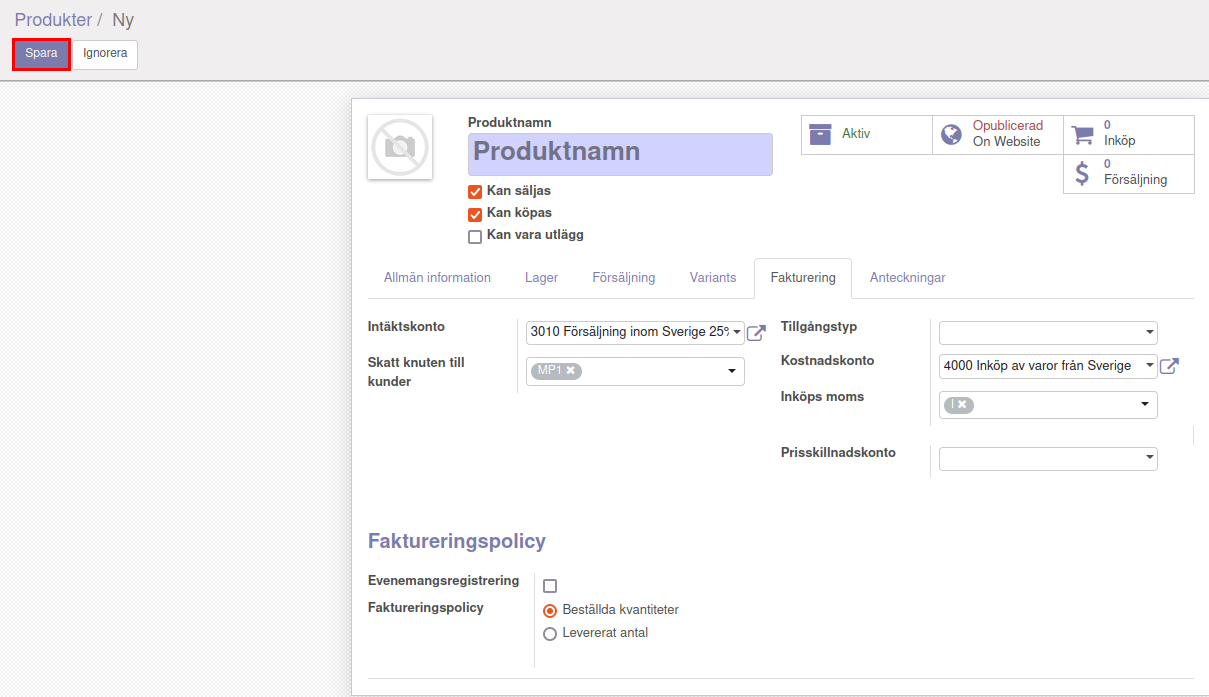 Produkter / Ny
Spara Ignorera
Produktnamn
Produktnamn
Kan säljas
Kan köpas
Kan vara utlägg
Aktiv
Opublicerad
On Website
0
Inköp
0
Försäljning
Allmän information Lager Försäljning Variants Fakturering Anteckningar
Intäktskonto 3010 Försäljning inom Sverige 25%
Skatt knuten till
kunder
MP1
Tillgångstyp
Kostnadskonto 4000 Inköp av varor från Sverige
Inköps moms I
Prisskillnadskonto
Faktureringspolicy
Evenemangsregistrering
Faktureringspolicy Beställda kvantiteter
Levererat antal